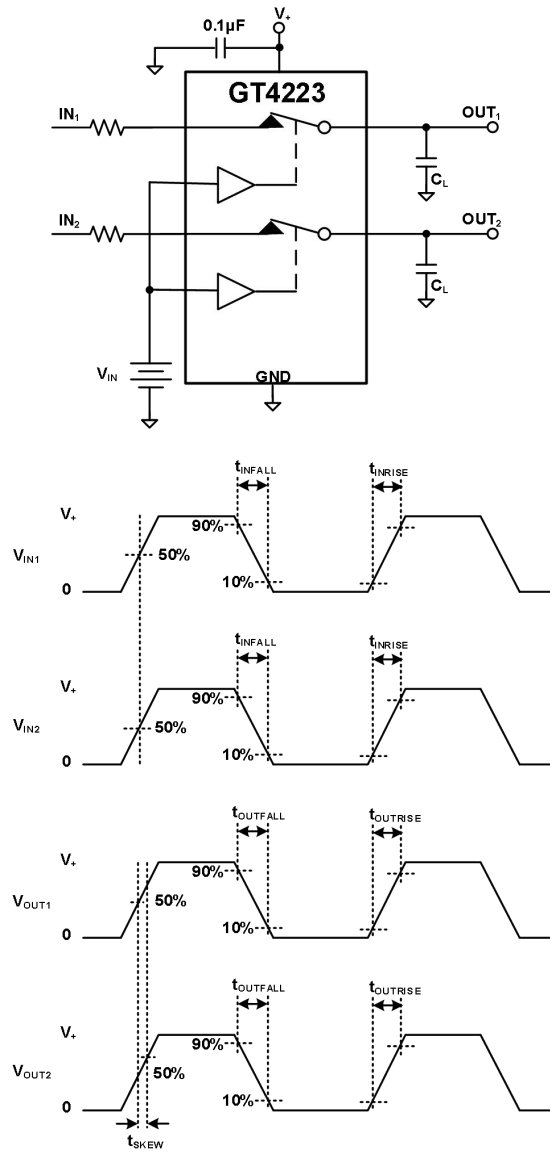 V+
0.1μF
GT4223
IN1
OUT1
CL
IN2
OUT2
CL
VIN
GND
tINFALL
tINRISE
V+
90%
VIN1
50%
10%
0
tINFALL
tINRISE
V+
90%
VIN2
50%
10%
0
tOUTFALL
tOUTRISE
V+
90%
VOUT1
50%
10%
0
tOUTFALL
tOUTRISE
V+
90%
VOUT2
50%
10%
0
tSKEW